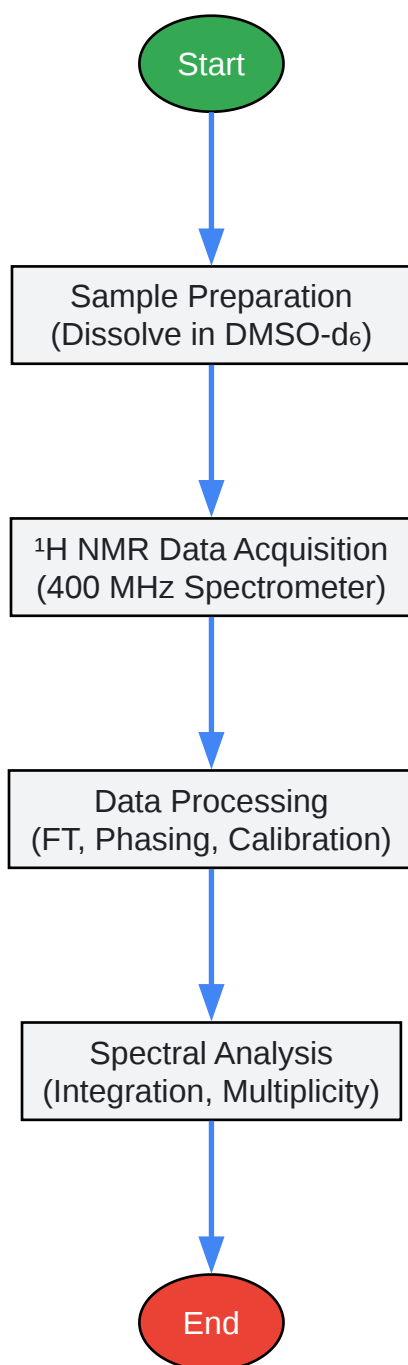 Start
Sample Preparation
(Dissolve in DMSO-d₆)
¹H NMR Data Acquisition
(400 MHz Spectrometer)
Data Processing
(FT, Phasing, Calibration)
Spectral Analysis
(Integration, Multiplicity)
End